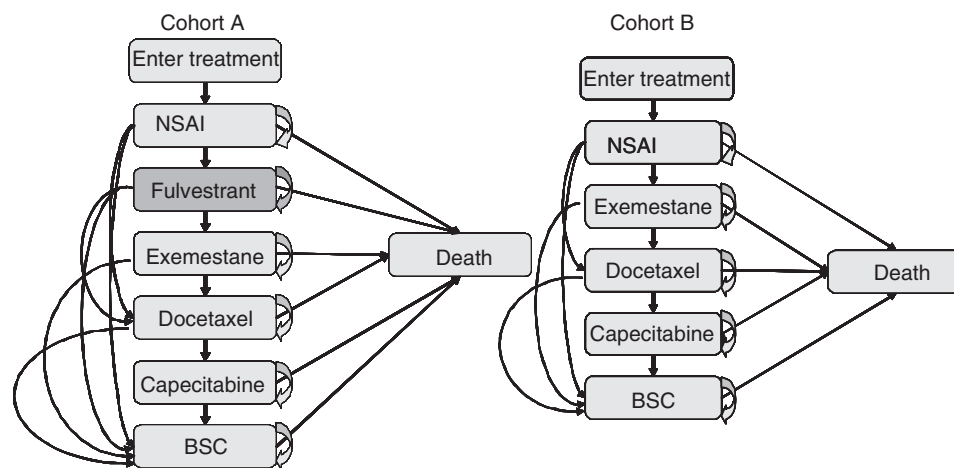 Cohort A
Enter treatment
NSAI
Fulvestrant
Exemestane
Docetaxel
Capecitabine
BSC
Death
Cohort B
Enter treatment
NSAI
Exemestane
Docetaxel
Capecitabine
BSC
Death